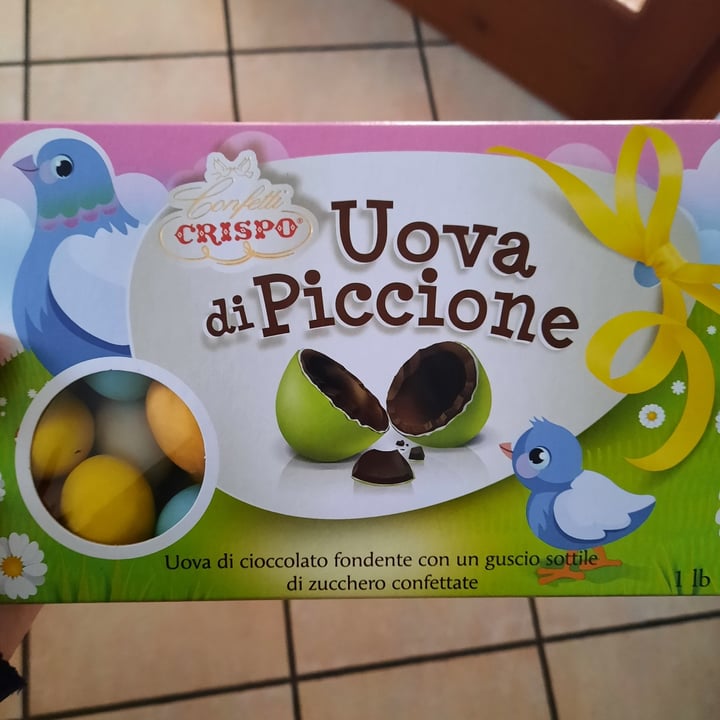 Confetti
CRISPO®
Uova
di Piccione
Uova di cioccolato fondente con un guscio sottile
di zucchero confettate
1 lb